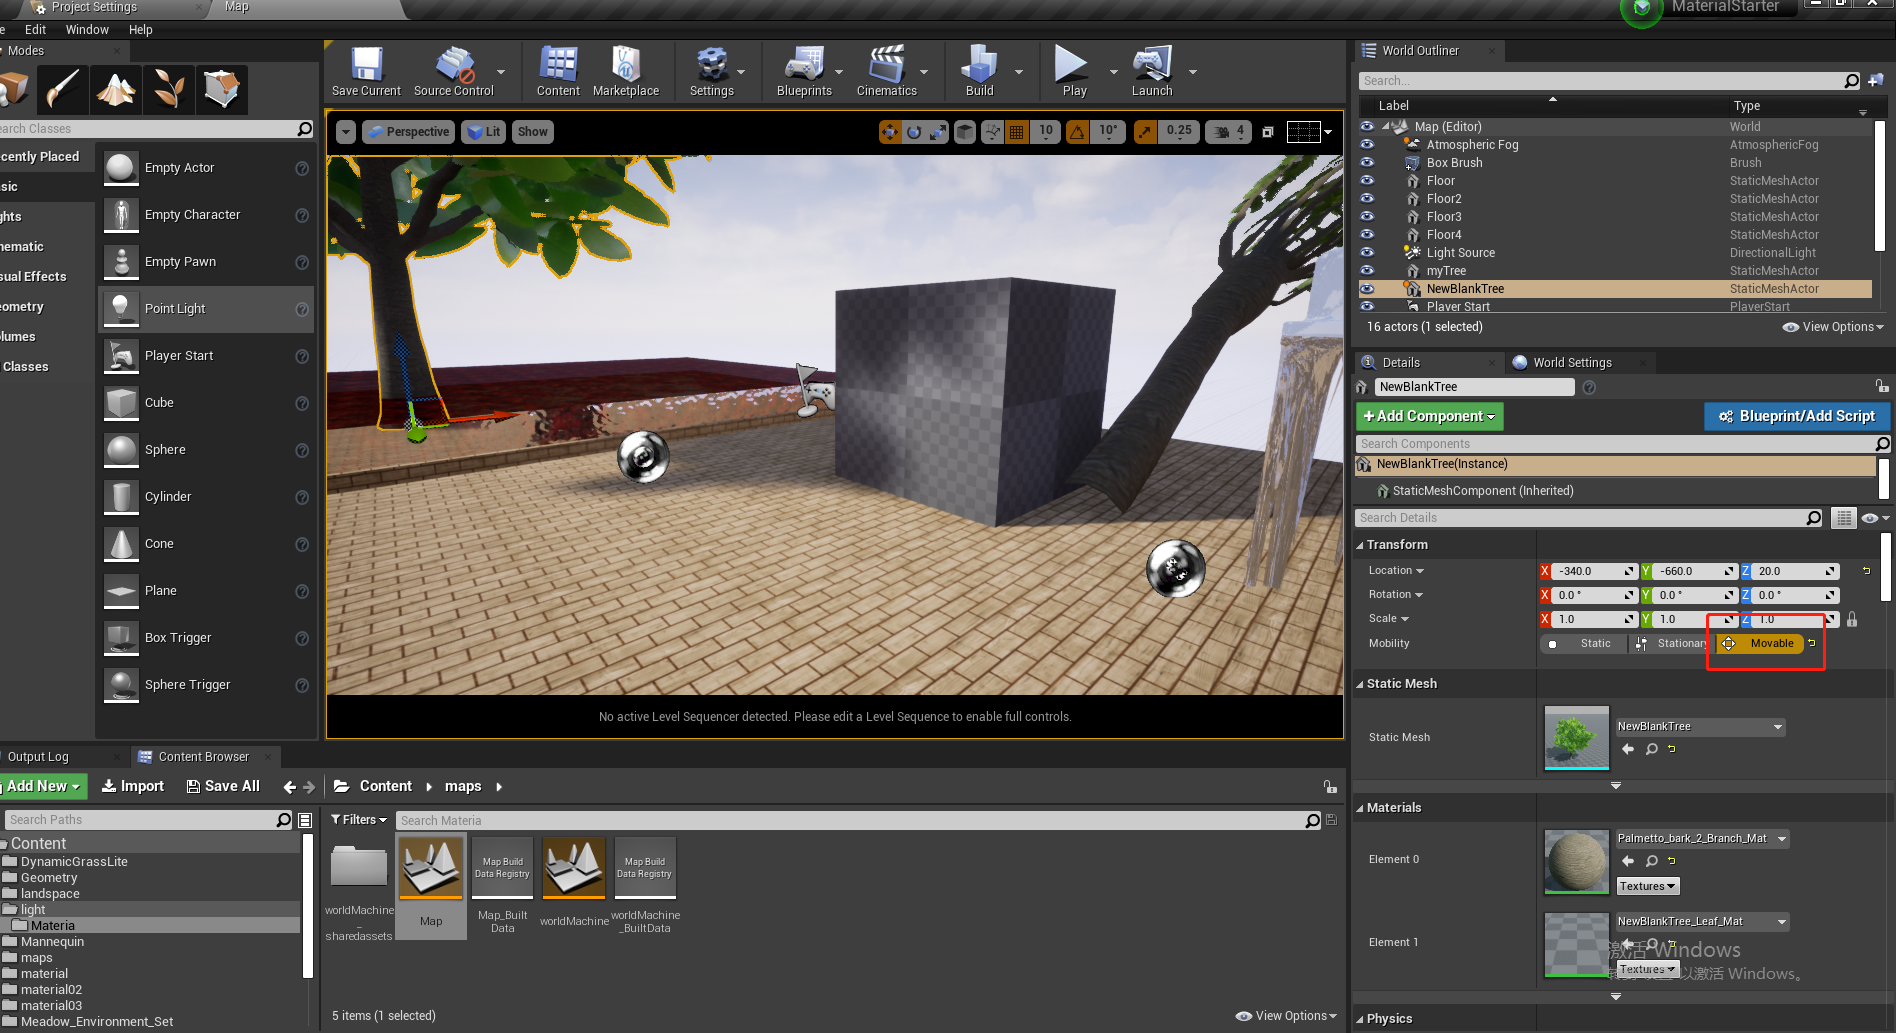 Project Settings
Map
MaterialStarter
Edit
Window
Help
Modes
Save Current
Source Control
Content
Marketplace
Settings
Blueprints
Cinematics
Build
Play
Launch
earch Classes
ecently Placed
sic
ghts
nematic
sual Effects
eometry
lumes
Classes
Empty Actor
Empty Character
Empty Pawn
Point Light
Player Start
Cube
Sphere
Cylinder
Cone
Plane
Box Trigger
Sphere Trigger
Perspective
Lit
Show
10
10°
0.25
4
No active Level Sequencer detected. Please edit a Level Sequence to enable full controls.
World Outliner
Search...
Label
Type
Map (Editor)
World
Atmospheric Fog
AtmosphericFog
Box Brush
Brush
Floor
StaticMeshActor
Floor2
StaticMeshActor
Floor3
StaticMeshActor
Floor4
StaticMeshActor
Light Source
DirectionalLight
myTree
StaticMeshActor
NewBlankTree
StaticMeshActor
Player Start
PlayerStart
16 actors (1 selected)
View Options
Details
World Settings
NewBlankTree
+Add Component
Blueprint/Add Script
Search Components
NewBlankTree(Instance)
StaticMeshComponent (Inherited)
Search Details
Transform
Location
X
-340.0
Y
-660.0
Z
20.0
Rotation
X
0.0 °
Y
0.0 °
Z
0.0 °
Scale
X
1.0
Y
1.0
Z
1.0
Mobility
Static
Stationary
Movable
Static Mesh
Static Mesh
NewBlankTree
Materials
Element 0
Palmetto_bark_2_Branch_Mat
Textures
Element 1
NewBlankTree_Leaf_Mat
Textures
激活 Windows
以激活 Windows。
Physics
Output Log
Content Browser
Add New
Import
Save All
Content
maps
Search Paths
Filters
Search Materia
Content
DynamicGrassLite
Geometry
landspace
light
Materia
Mannequin
maps
material
material02
material03
Meadow_Environment_Set
worldMachine
_
sharedassets
Map
Map Build
Data Registry
Map_Built
Data
worldMachine
Map Build
Data Registry
worldMachine
_BuiltData
5 items (1 selected)
View Options